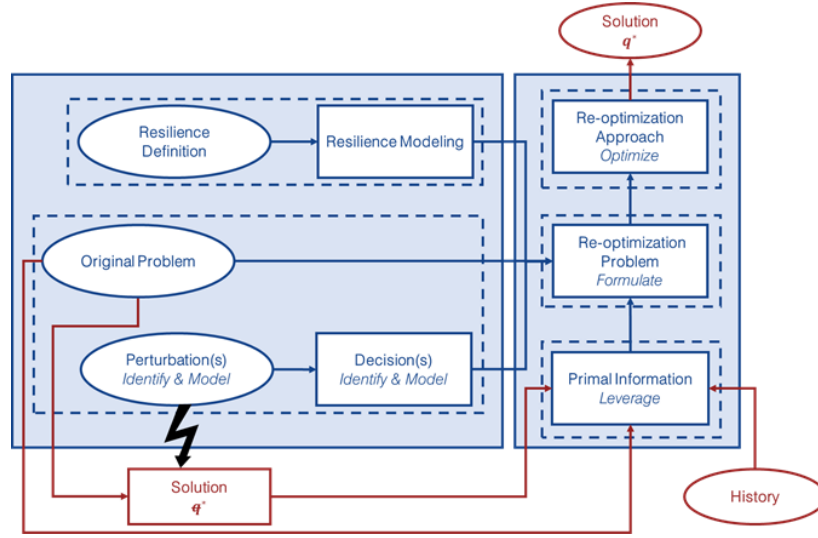 Solution
q*
Resilience
Definition
Resilience Modeling
Re-optimization
Approach
Optimize
Original Problem
Re-optimization
Problem
Formulate
Perturbation(s)
Identify & Model
Decision(s)
Identify & Model
Primal Information
Leverage
Solution
q*
History